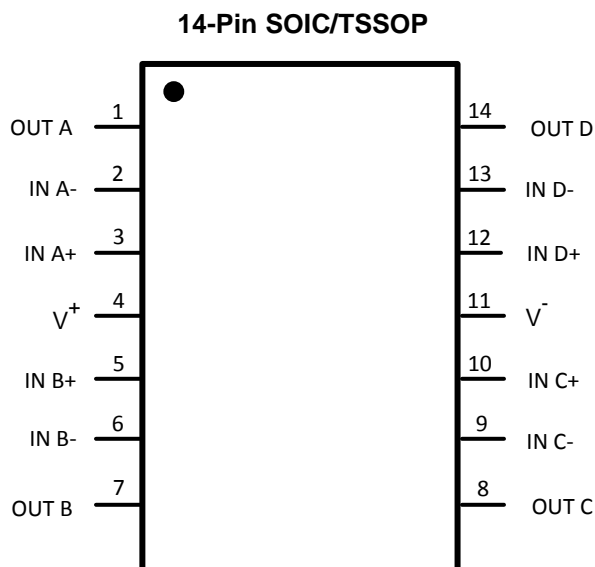 14-Pin SOIC/TSSOP
OUT A 1 14 OUT D
IN A- 2 13 IN D-
IN A+ 3 12 IN D+
V+ 4 11 V-
IN B+ 5 10 IN C+
IN B- 6 9 IN C-
OUT B 7 8 OUT C